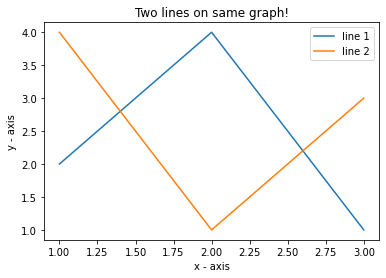 Two lines on same graph!
line 1
line 2
4.0
3.5
3.0
2.5
2.0
1.5
1.0
y - axis
1.00 1.25 1.50 1.75 2.00 2.25 2.50 2.75 3.00
x - axis